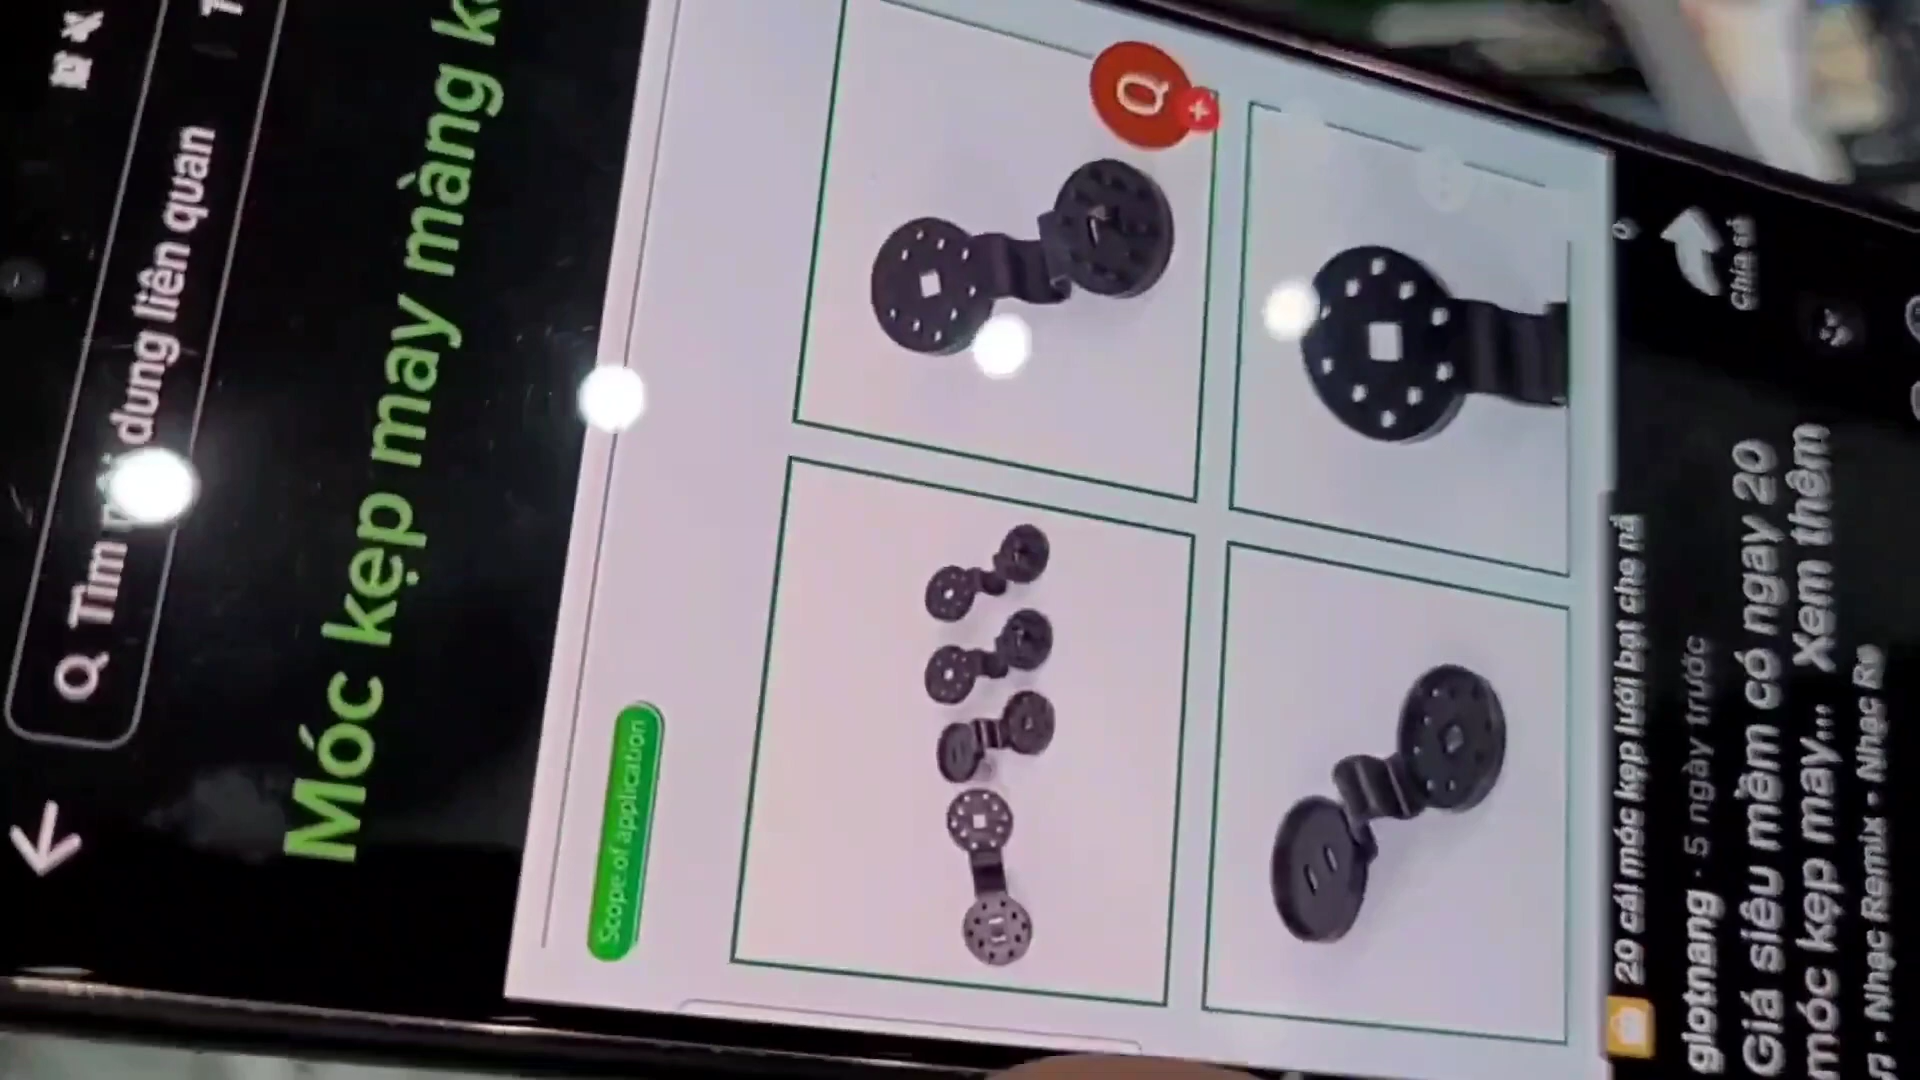 Tìm nội dung liên quan
Móc kẹp may màng
Scope of application
Q
20 cái móc kẹp lưới bạt che nắ
Chia sẻ
giotnang · 5 ngày trước
Giá siêu mềm có ngay 20
móc kẹp may... Xem thêm
Nhạc Remix - Nhạc Re